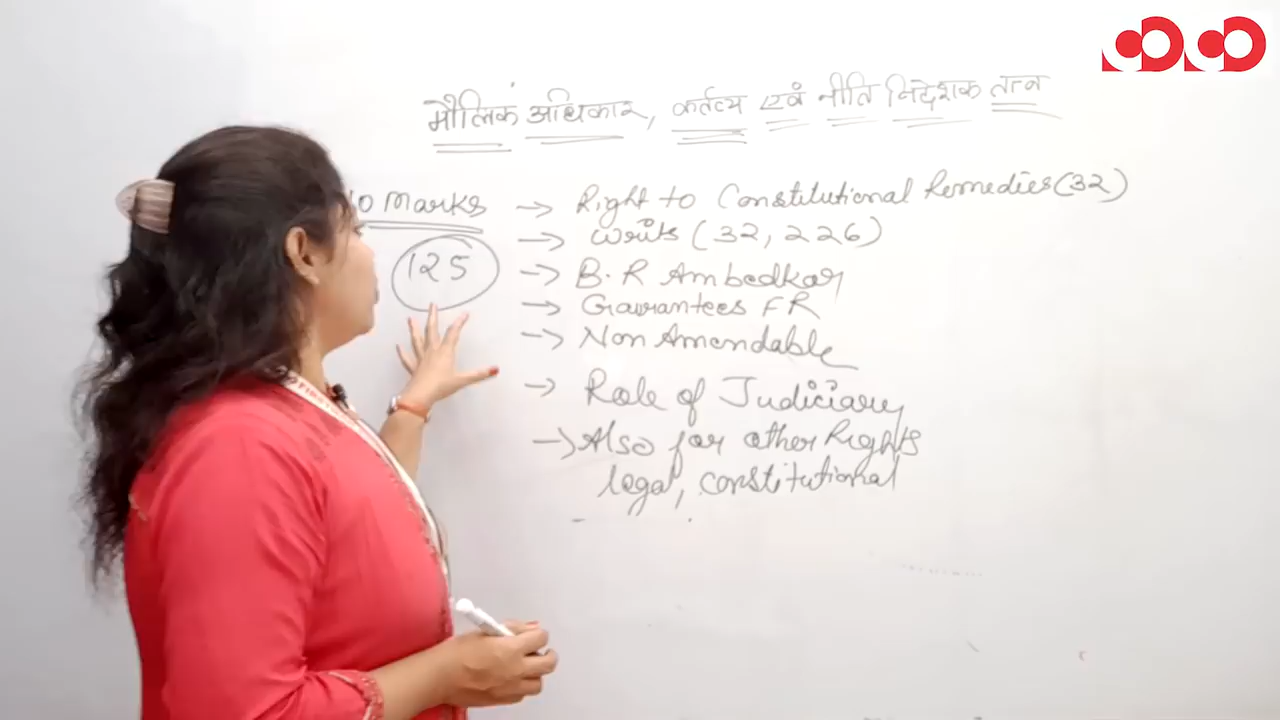 मौलिक अधिकार, कर्तव्य एवं नीति निदेशक तत्व
10 Marks → Right to Constitutional Remedies (32)
125 → writs (32, 226)
→ B. R Ambedkar
→ Gaurantees FR
→ Non Amendable
→ Role of Judiciary
→ Also for other Rights
legal, constitutional